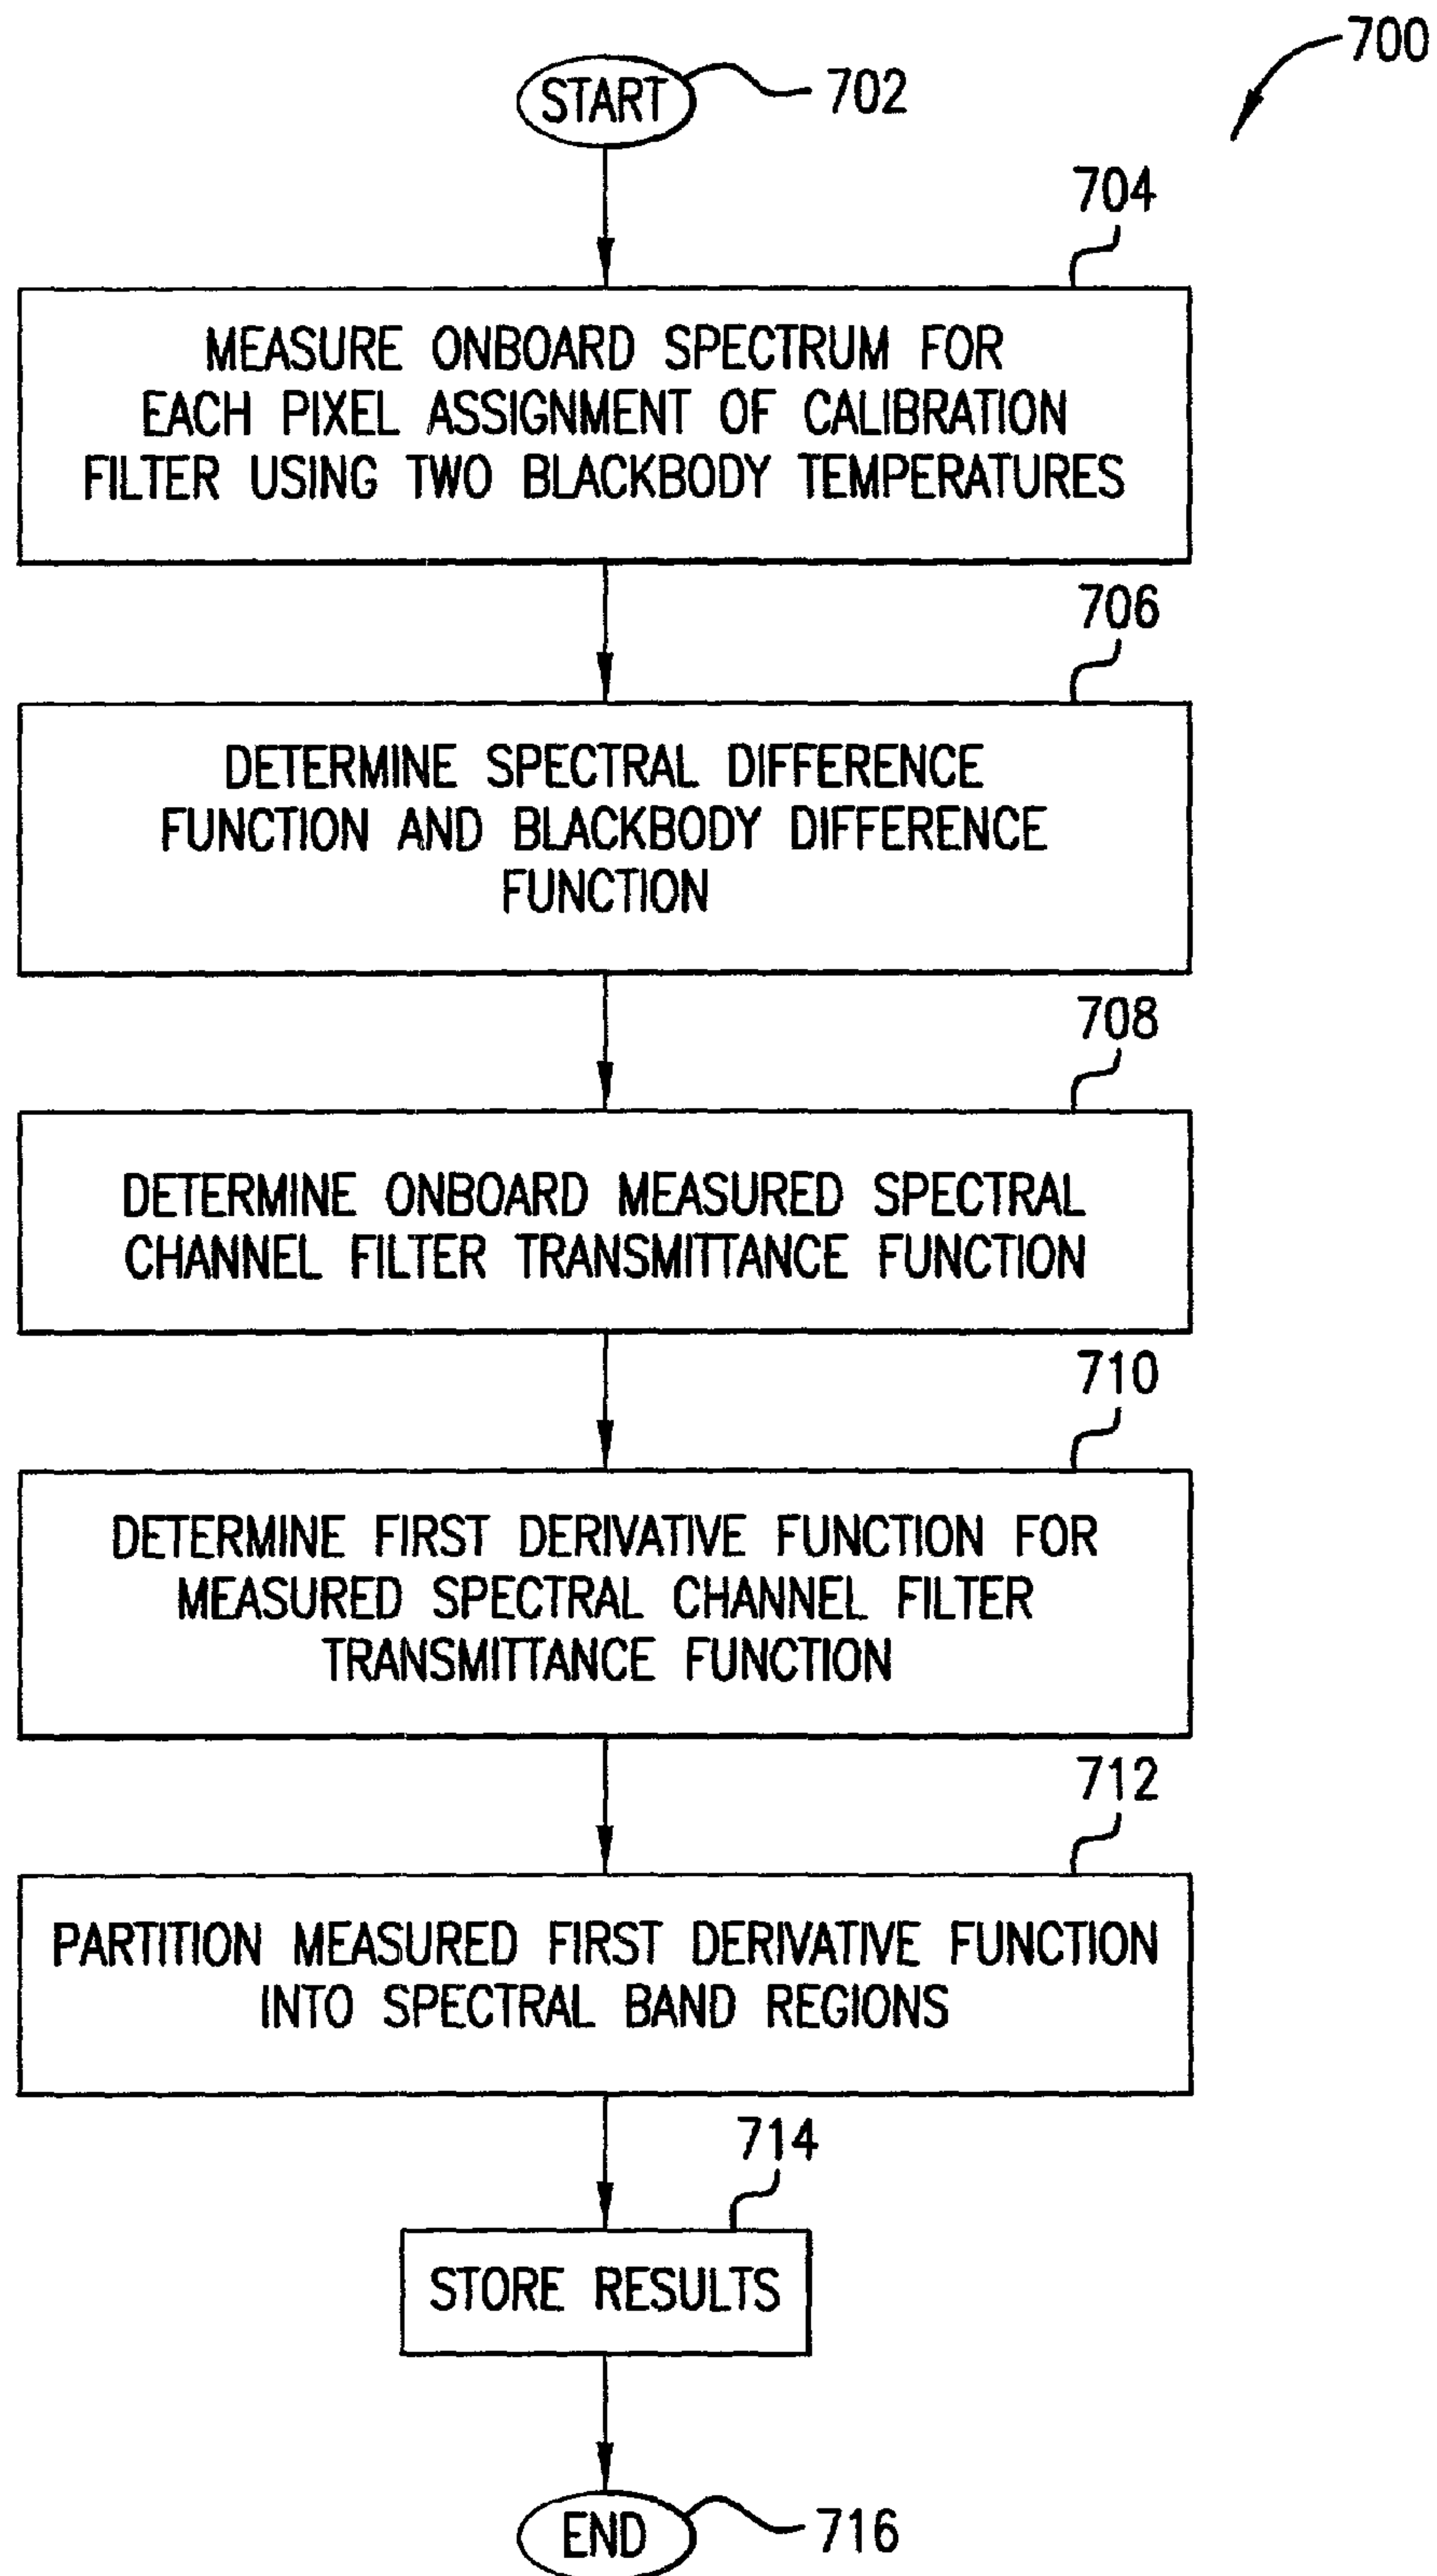 700
START
702
704
MEASURE ONBOARD SPECTRUM FOR
EACH PIXEL ASSIGNMENT OF CALIBRATION
FILTER USING TWO BLACKBODY TEMPERATURES
706
DETERMINE SPECTRAL DIFFERENCE
FUNCTION AND BLACKBODY DIFFERENCE
FUNCTION
708
DETERMINE ONBOARD MEASURED SPECTRAL
CHANNEL FILTER TRANSMITTANCE FUNCTION
710
DETERMINE FIRST DERIVATIVE FUNCTION FOR
MEASURED SPECTRAL CHANNEL FILTER
TRANSMITTANCE FUNCTION
712
PARTITION MEASURED FIRST DERIVATIVE FUNCTION
INTO SPECTRAL BAND REGIONS
714
STORE RESULTS
END
716